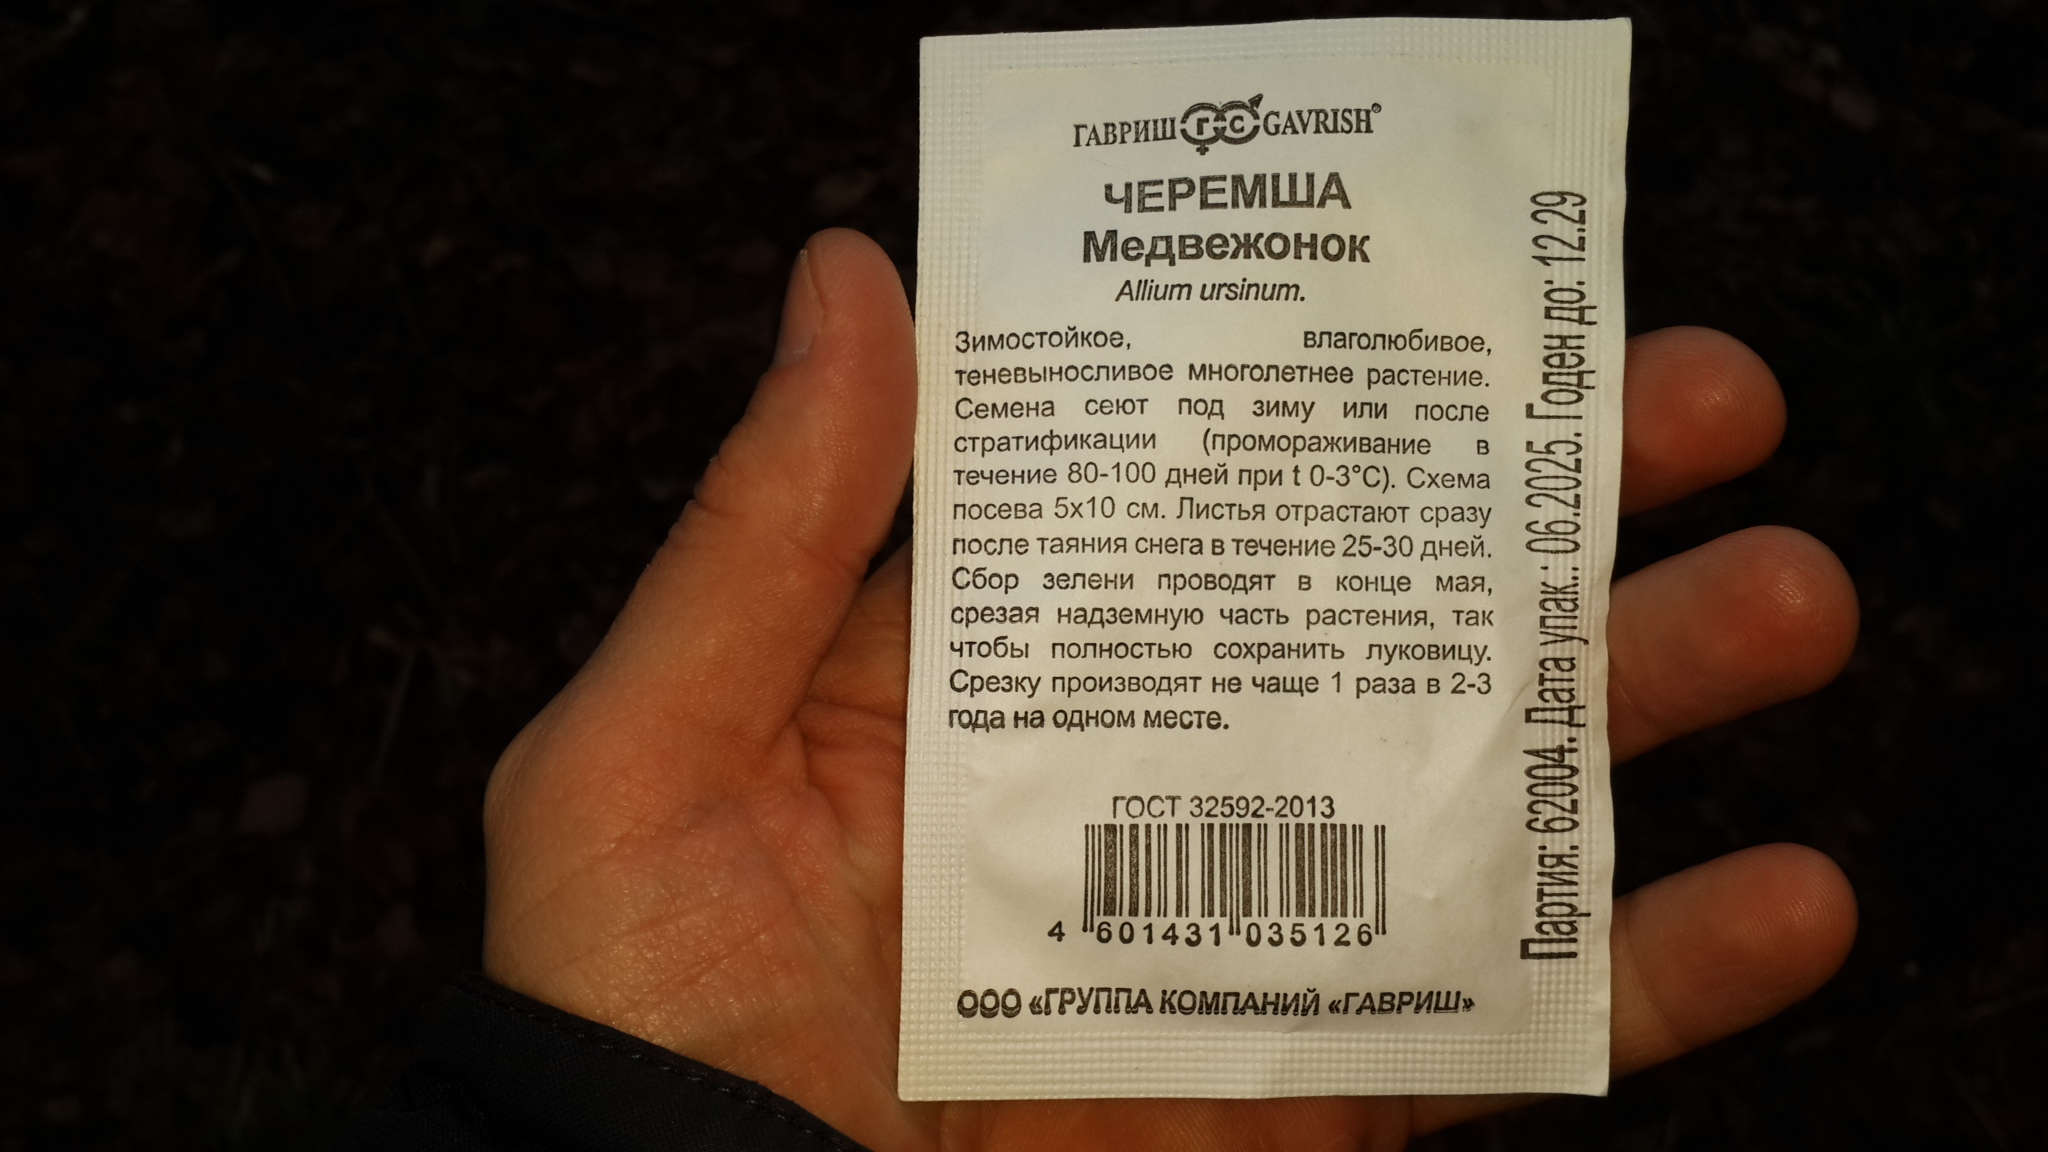 ГАВРИШ ГС GAVRISH®
ЧЕРЕМША
Медвежонок
Allium ursinum.
Зимостойкое, влаголюбивое,
теневыносливое многолетнее растение.
Семена сеют под зиму или после
стратификации (промораживание в
течение 80-100 дней при t 0-3°С). Схема
посева 5х10 см. Листья отрастают сразу
после таяния снега в течение 25-30 дней.
Сбор зелени проводят в конце мая,
срезая надземную часть растения, так
чтобы полностью сохранить луковицу.
Срезку производят не чаще 1 раза в 2-3
года на одном месте.
ГОСТ 32592-2013
4 601431 035126
ООО «ГРУППА КОМПАНИЙ «ГАВРИШ»
Партия: 62004. Дата упак.: 06.2025. Годен до: 12.29